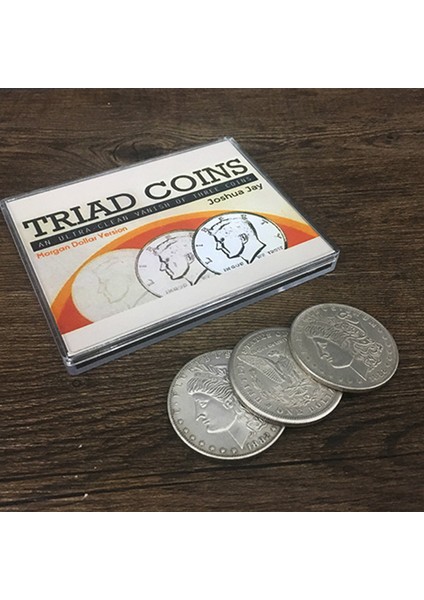 TRIAD COINS
AN ULTRA-CLEAN VANISH OF THREE COINS
Morgan Dollar Version
Joshua Jay